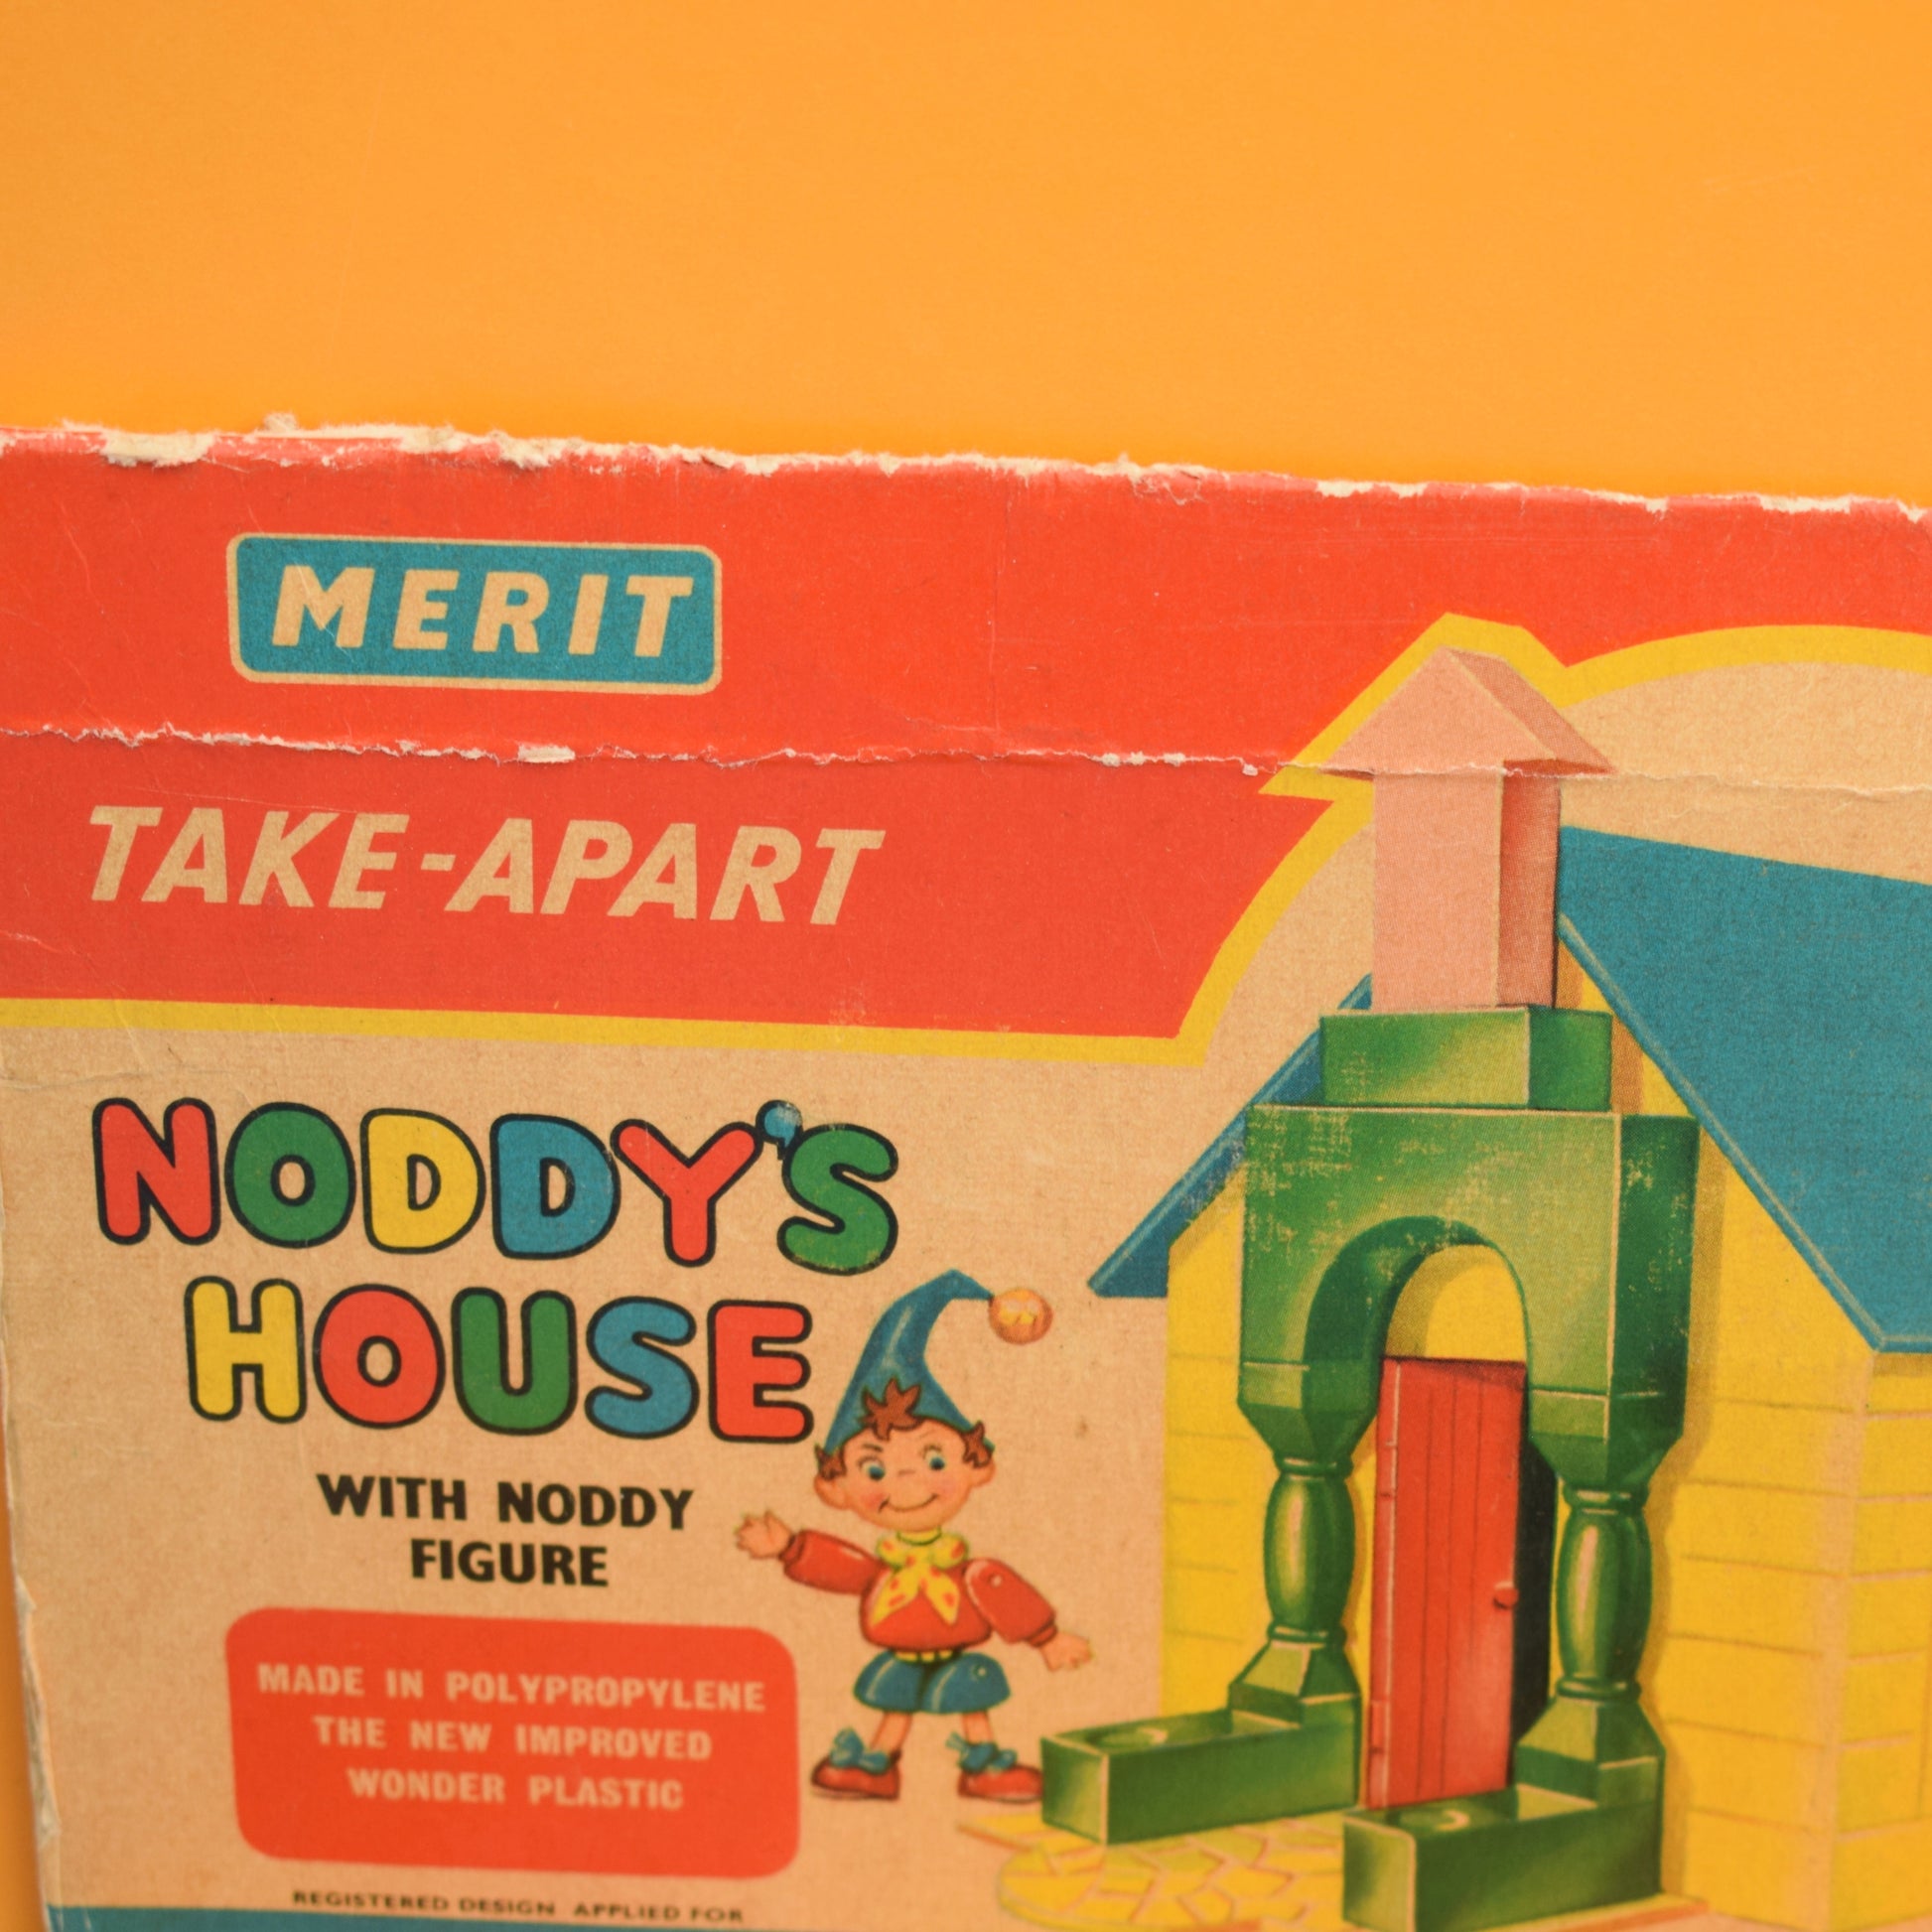 MERIT
TAKE-APART
NODDY'S
HOUSE
WITH NODDY
FIGURE
MADE IN POLYPROPYLENE
THE NEW IMPROVED
WONDER PLASTIC
REGISTERED DESIGN APPLIED FOR